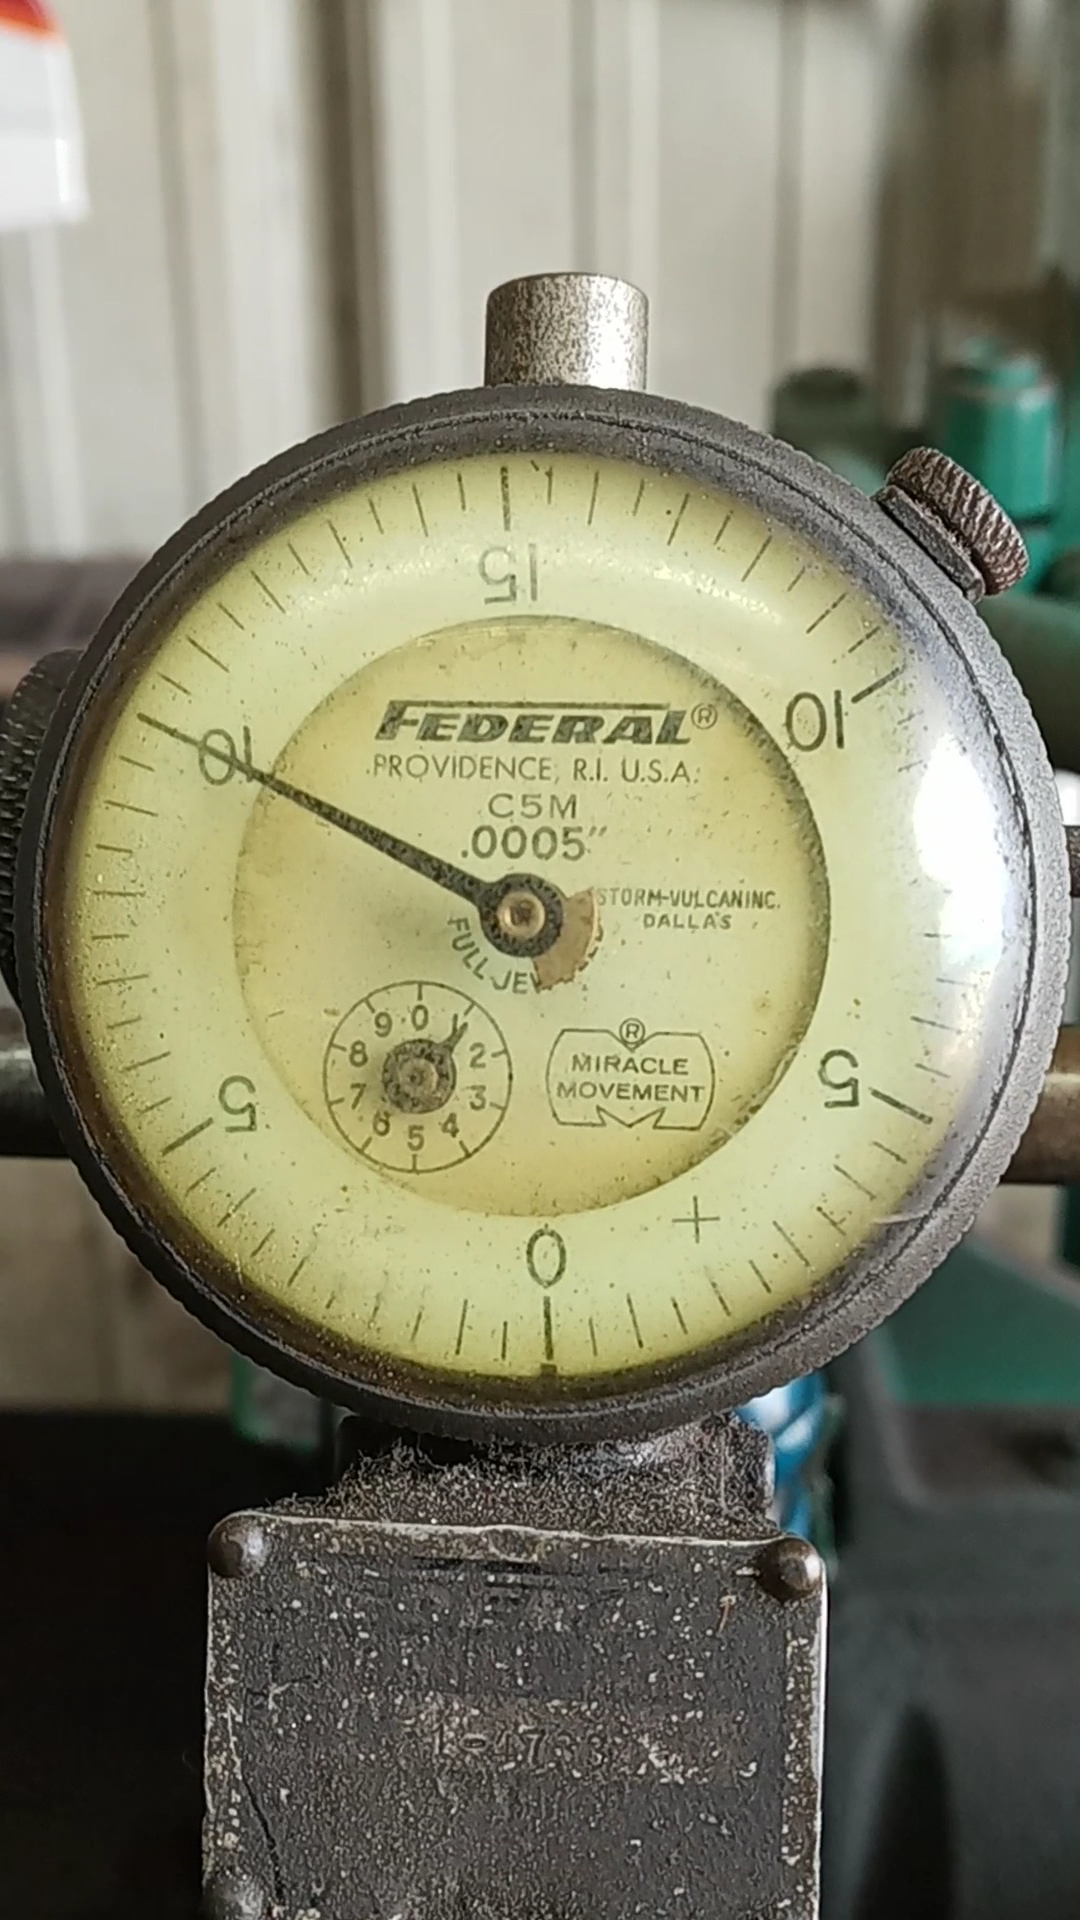 15
10
10
FEDERAL®
PROVIDENCE, R.I. U.S.A.
C5M
.0005"
STORM-VULCAN INC.
DALLAS
FULL
0
1
2
3
4
5
6
7
8
9
®
MIRACLE
MOVEMENT
5
5
+
0